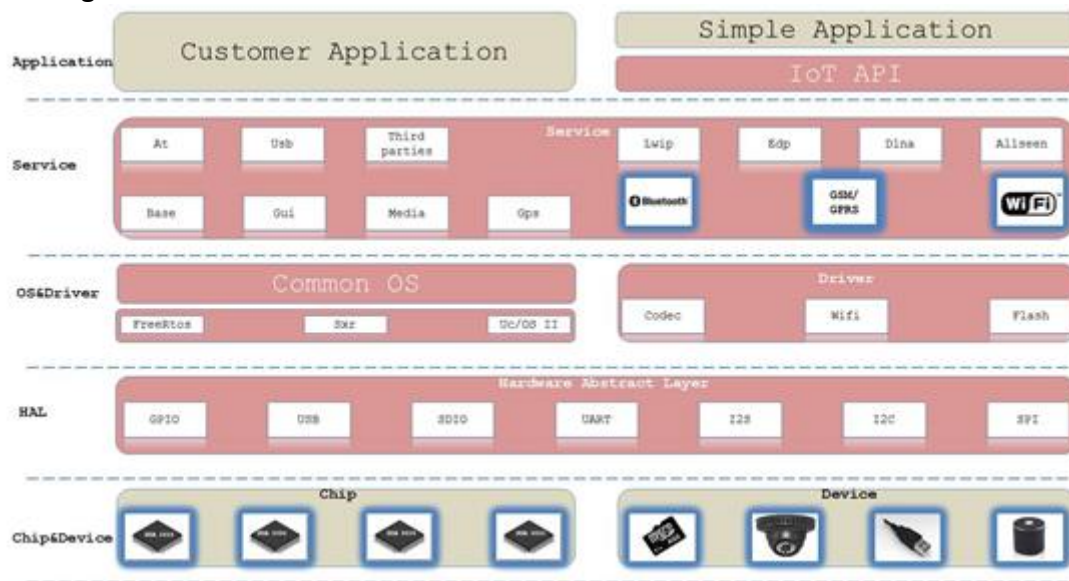 Customer Application
Simple Application
Application
IoT API
Service
At
Usb
Third
parties
Lwip
Edp
Dlna
Allseen
Service
Bluetooth
GSM/
GPRS
WiFi
Base
Gui
Media
Gps
Common OS
Driver
OS&Driver
FreeRtos
Sxr
Uc/OS II
Codec
Wifi
Flash
Hardware Abstract Layer
HAL
GPIO
USB
SDIO
UART
I2S
I2C
SPI
Chip
Device
Chip&Device